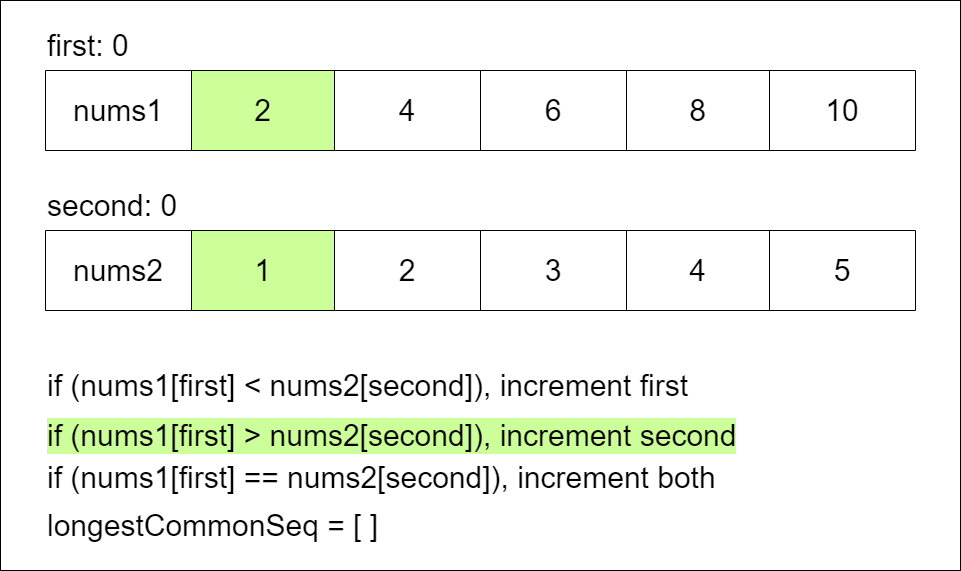 first: 0
nums1 2 4 6 8 10
second: 0
nums2 1 2 3 4 5
if (nums1[first] < nums2[second]), increment first
if (nums1[first] > nums2[second]), increment second
if (nums1[first] == nums2[second]), increment both
longestCommonSeq = [ ]